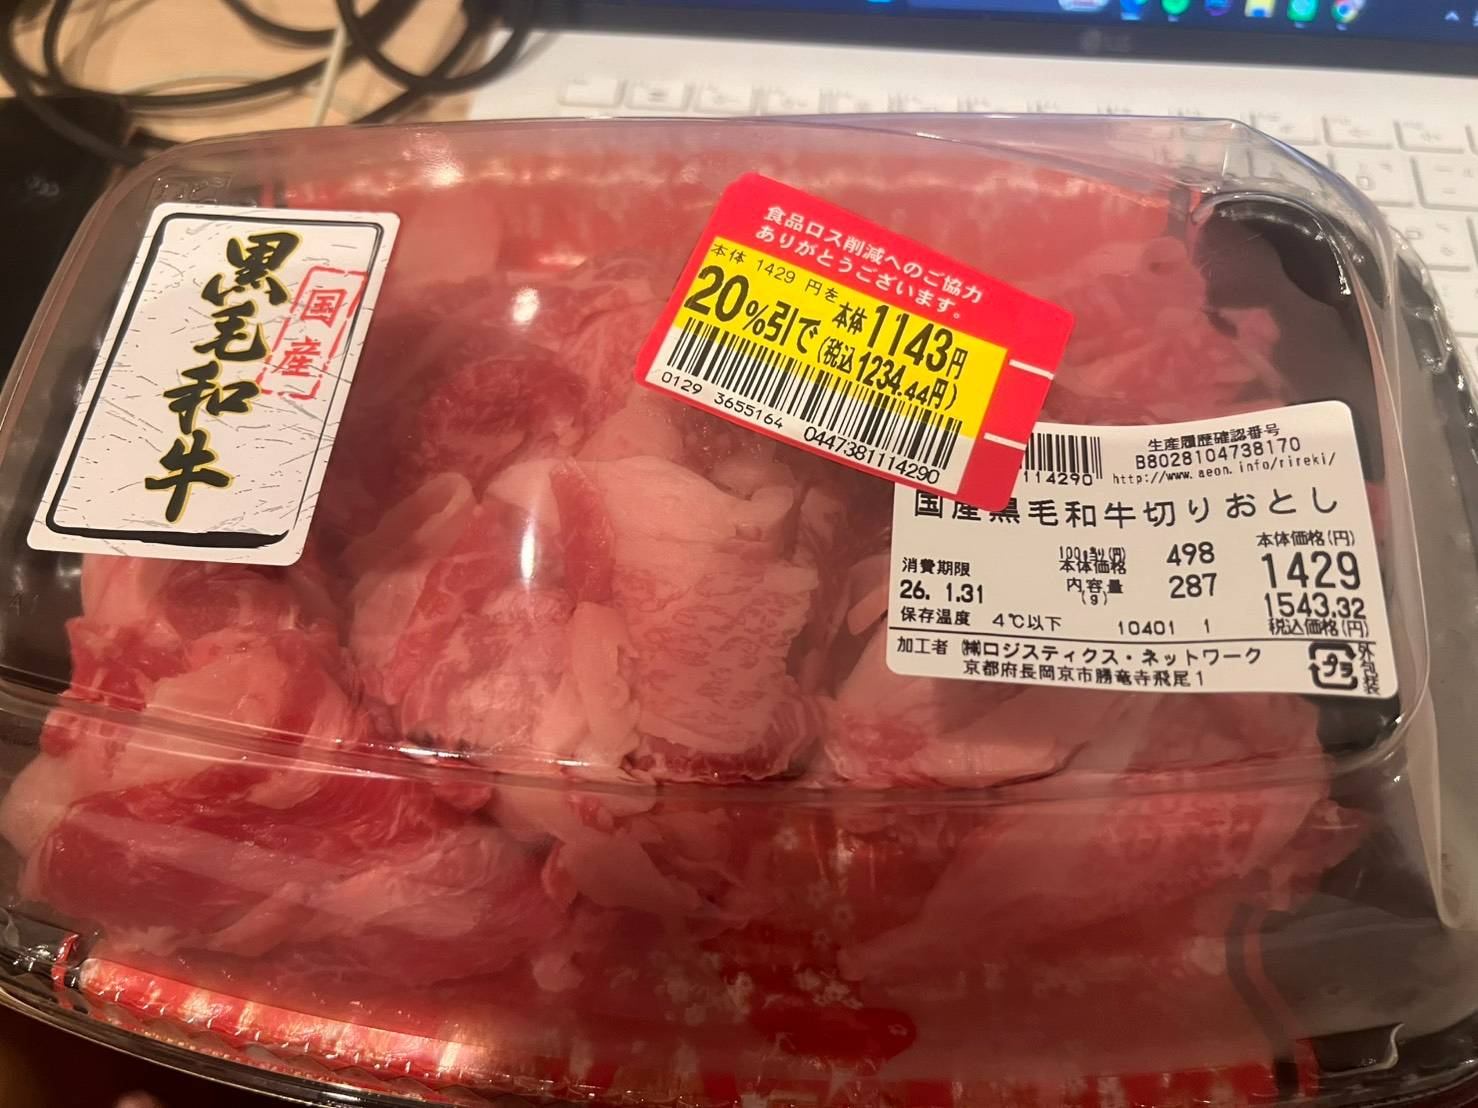 国産
黒毛和牛
食品ロス削減へのご協力
ありがとうございます。
本体 1429 円を
20%引で 本体1143円
(税込1234.44円)
0129 3655164 0447381114290
生産履歴確認番号
B8028104738170
http://www.aeon.info/rireki/
114290
国産黒毛和牛切りおとし
消費期限
26. 1.31
100g当り(円)
本体価格
498
内容量
(g)
287
本体価格(円)
1429
1543.32
税込価格(円)
保存温度 4℃以下 10401 1
加工者 ㈱ロジスティクス・ネットワーク
京都府長岡京市勝竜寺飛尾1
プラ
外包装